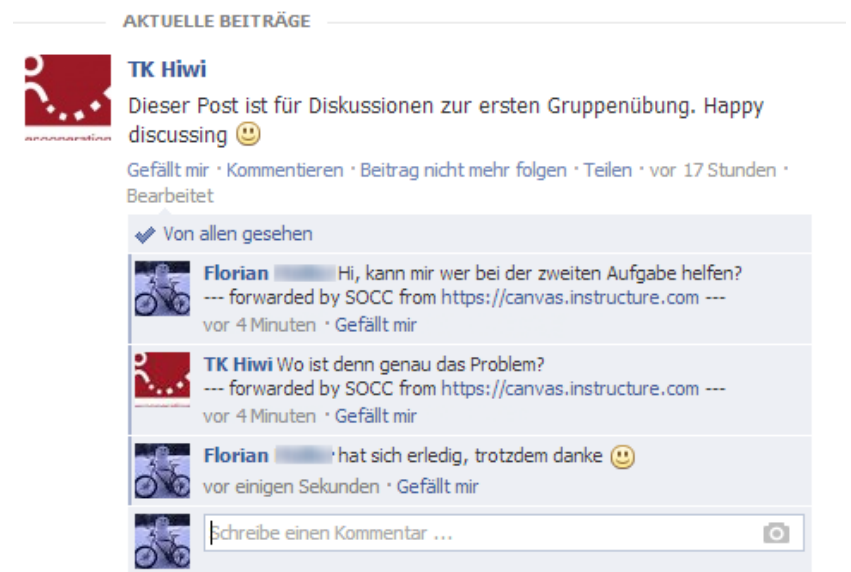 AKTUELLE BEITRÄGE
TK Hiwi
Dieser Post ist für Diskussionen zur ersten Gruppenübung. Happy
discussing
Gefällt mir · Kommentieren · Beitrag nicht mehr folgen · Teilen · vor 17 Stunden ·
Bearbeitet
Von allen gesehen
Florian Hi, kann mir wer bei der zweiten Aufgabe helfen?
--- forwarded by SOCC from https://canvas.instructure.com ---
vor 4 Minuten · Gefällt mir
TK Hiwi Wo ist denn genau das Problem?
--- forwarded by SOCC from https://canvas.instructure.com ---
vor 4 Minuten · Gefällt mir
Florian hat sich erledig, trotzdem danke
vor einigen Sekunden · Gefällt mir
Schreibe einen Kommentar ...